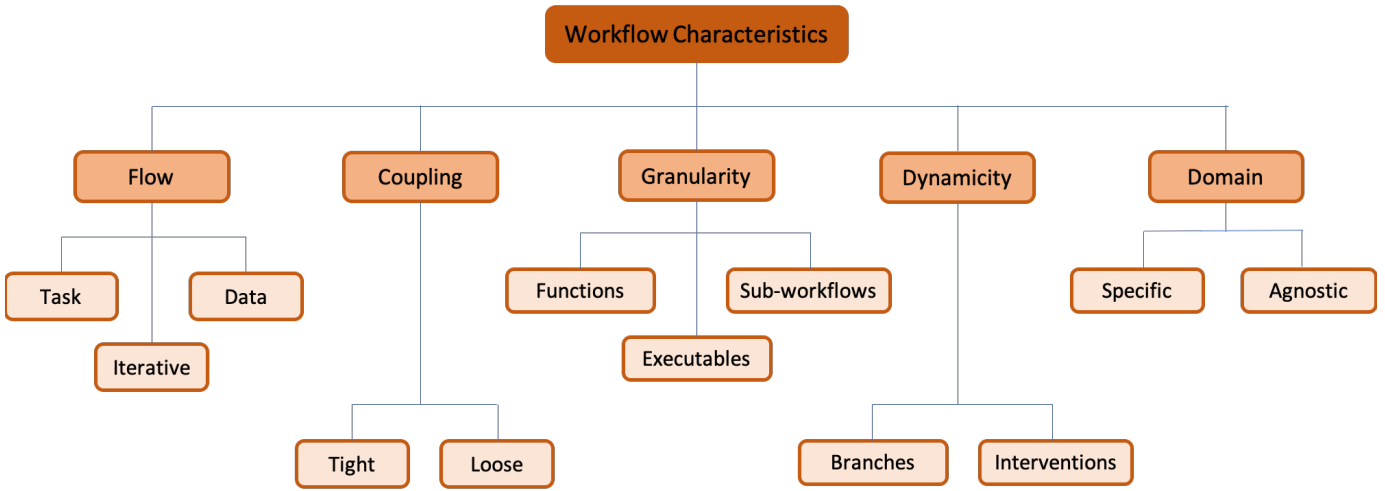 Workflow Characteristics
Flow
Coupling
Granularity
Dynamicity
Domain
Task
Data
Functions
Sub-workflows
Specific
Agnostic
Iterative
Executables
Tight
Loose
Branches
Interventions